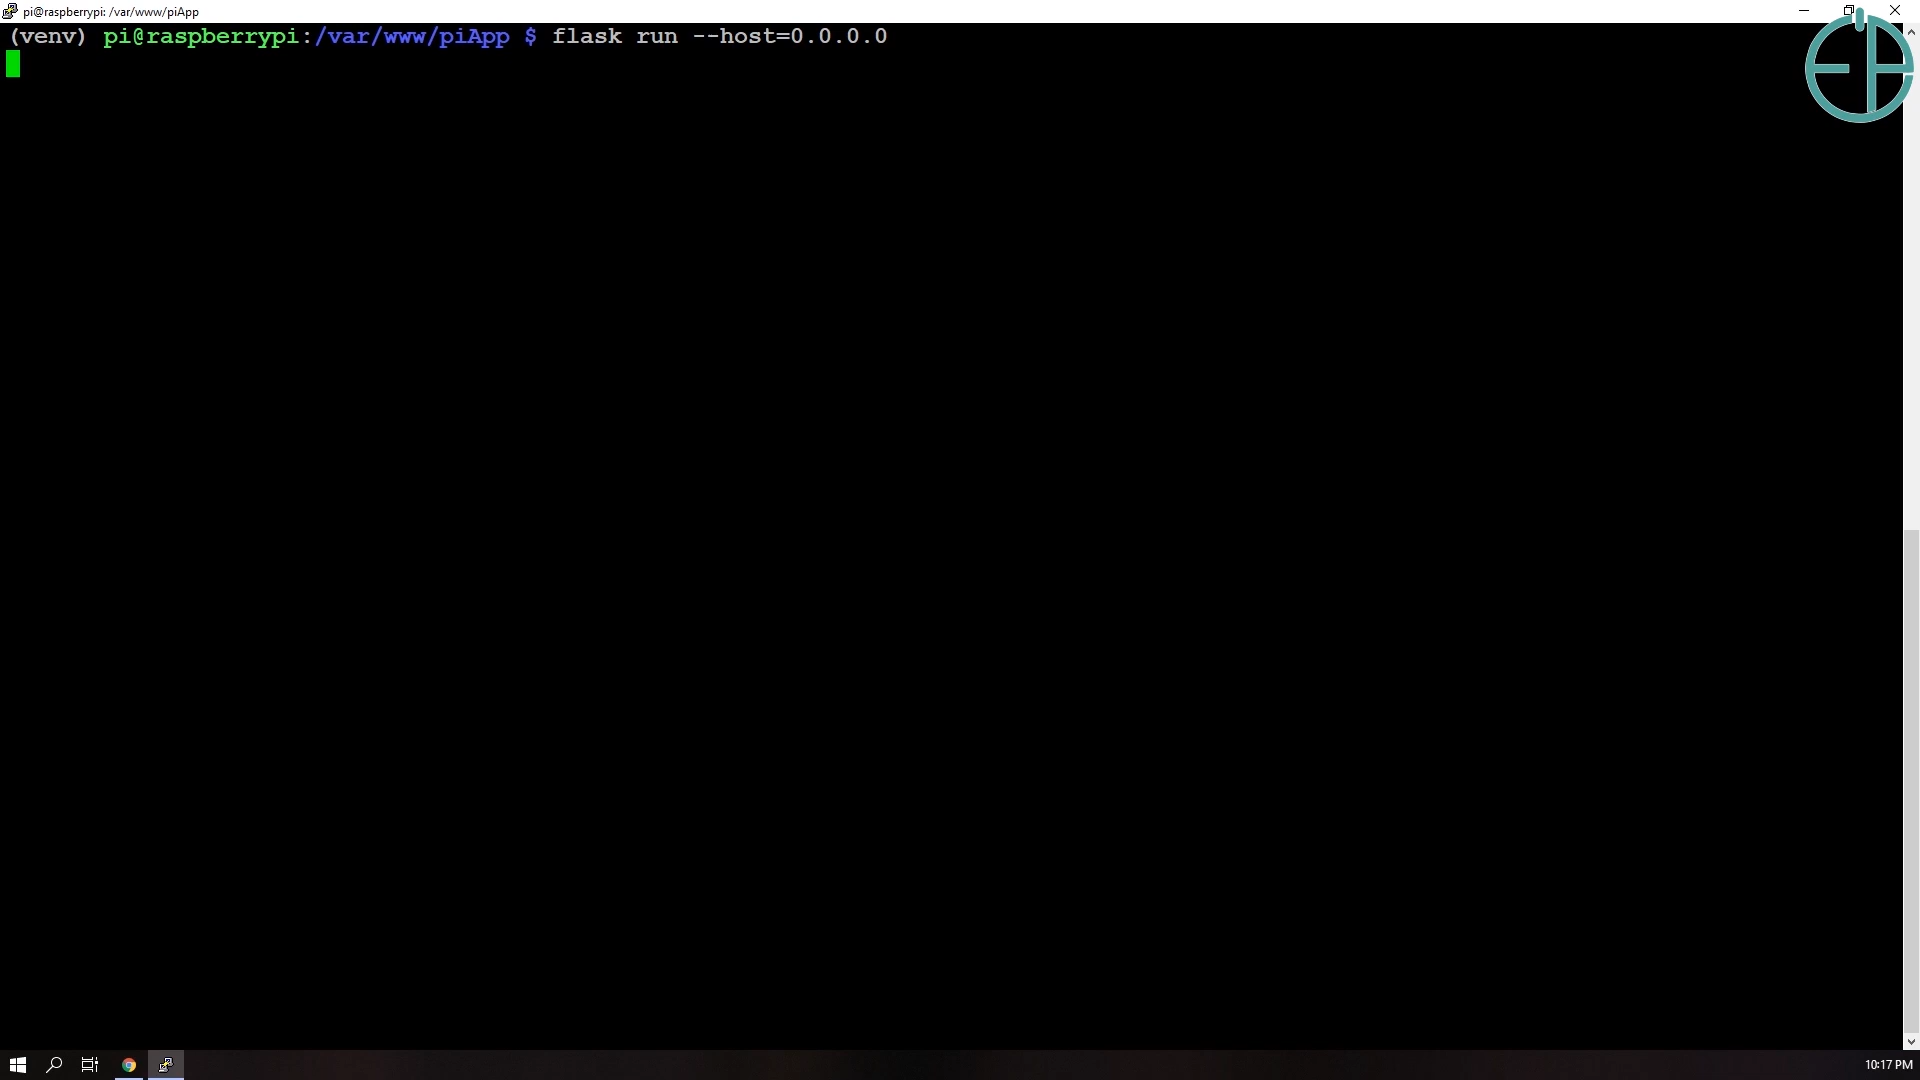 pi@raspberrypi: /var/www/piApp
(venv) pi@raspberrypi:/var/www/piApp $ flask run --host=0.0.0.0
10:17 PM